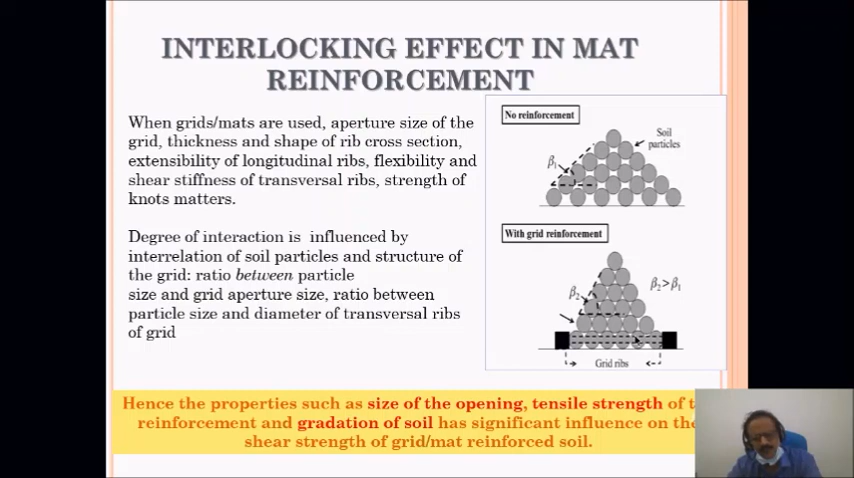 INTERLOCKING EFFECT IN MAT
REINFORCEMENT
When grids/mats are used, aperture size of the
grid, thickness and shape of rib cross section,
extensibility of longitudinal ribs, flexibility and
shear stiffness of transversal ribs, strength of
knots matters.
Degree of interaction is influenced by
interrelation of soil particles and structure of
the grid: ratio between particle
size and grid aperture size, ratio between
particle size and diameter of transversal ribs
of grid
No reinforcement
Soil
particles
β₁
With grid reinforcement
β₂
β₂>β₁
Grid ribs
Hence the properties such as size of the opening, tensile strength of
reinforcement and gradation of soil has significant influence on the
shear strength of grid/mat reinforced soil.